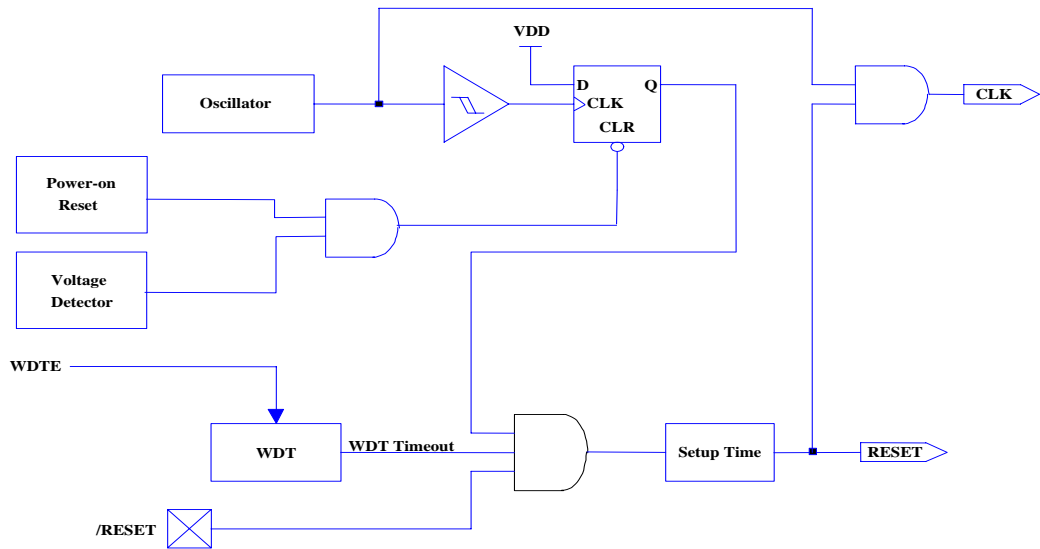 VDD
Oscillator
D
Q
CLK
CLR
CLK
Power-on
Reset
Voltage
Detector
WDTE
WDT
WDT Timeout
Setup Time
RESET
/RESET